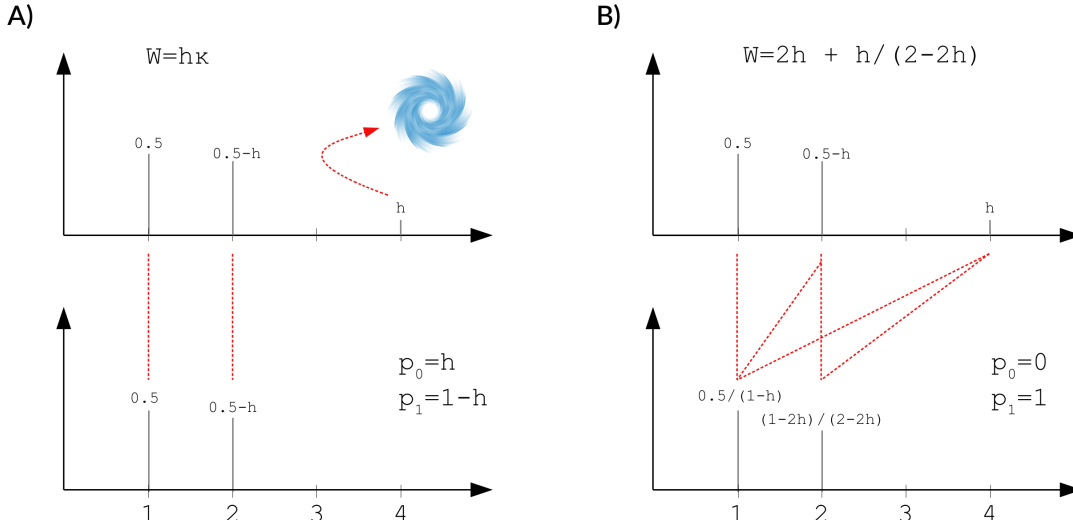 A)
W=hκ
0.5
0.5-h
h
0.5
0.5-h
p₀=h
p₁=1-h
1 2 3 4
B)
W=2h + h/(2-2h)
0.5
0.5-h
h
0.5/(1-h)
(1-2h)/(2-2h)
p₀=0
p₁=1
1 2 3 4